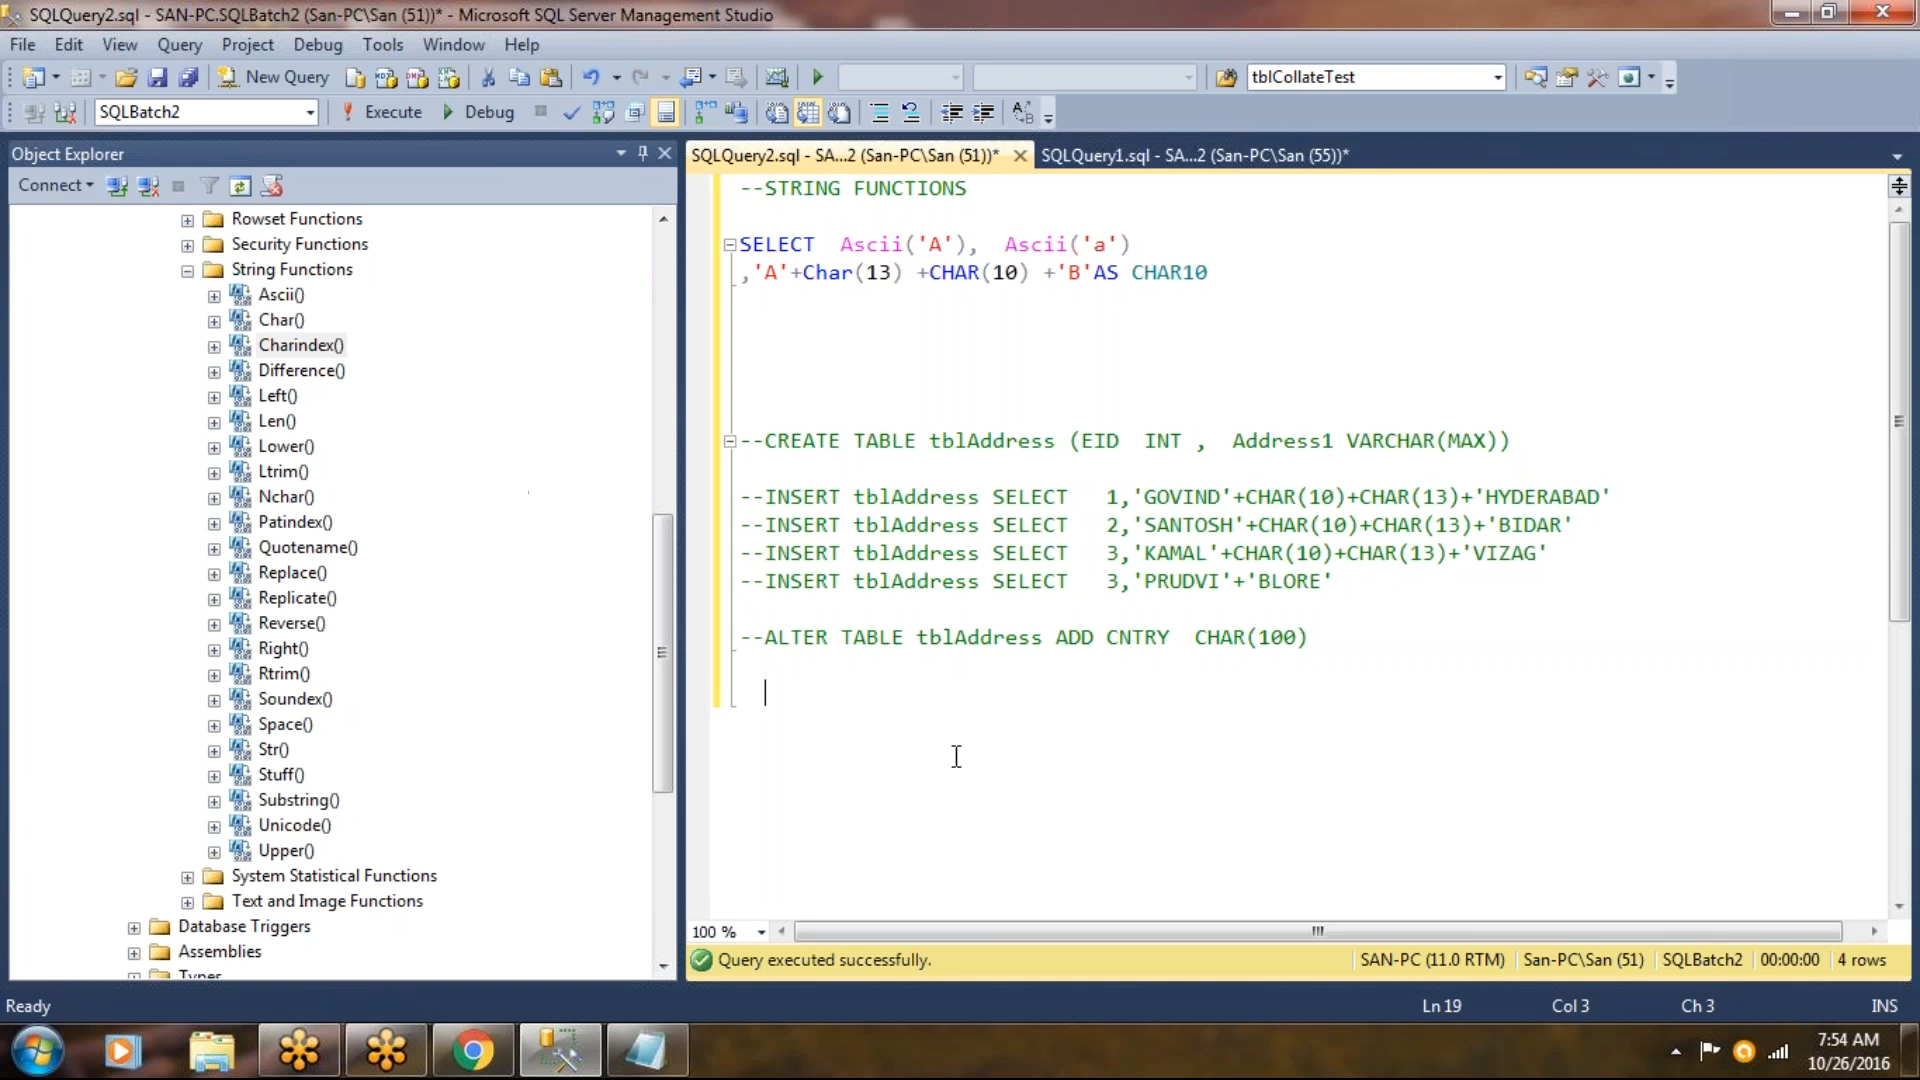 SQLQuery2.sql - SAN-PC.SQLBatch2 (San-PC\San (51))* - Microsoft SQL Server Management Studio
File Edit View Query Project Debug Tools Window Help
New Query tblCollateTest
SQLBatch2 Execute Debug
Object Explorer
Connect
Rowset Functions
Security Functions
String Functions
Ascii()
Char()
Charindex()
Difference()
Left()
Len()
Lower()
Ltrim()
Nchar()
Patindex()
Quotename()
Replace()
Replicate()
Reverse()
Right()
Rtrim()
Soundex()
Space()
Str()
Stuff()
Substring()
Unicode()
Upper()
System Statistical Functions
Text and Image Functions
Database Triggers
Assemblies
Types
SQLQuery2.sql - SA...2 (San-PC\San (51))* SQLQuery1.sql - SA...2 (San-PC\San (55))*
--STRING FUNCTIONS
SELECT Ascii('A'), Ascii('a')
,'A'+Char(13) +CHAR(10) +'B'AS CHAR10
--CREATE TABLE tblAddress (EID INT , Address1 VARCHAR(MAX))
--INSERT tblAddress SELECT 1,'GOVIND'+CHAR(10)+CHAR(13)+'HYDERABAD'
--INSERT tblAddress SELECT 2,'SANTOSH'+CHAR(10)+CHAR(13)+'BIDAR'
--INSERT tblAddress SELECT 3,'KAMAL'+CHAR(10)+CHAR(13)+'VIZAG'
--INSERT tblAddress SELECT 3,'PRUDVI'+'BLORE'
--ALTER TABLE tblAddress ADD CNTRY CHAR(100)
100 %
Query executed successfully. SAN-PC (11.0 RTM) San-PC\San (51) SQLBatch2 00:00:00 4 rows
Ready Ln 19 Col 3 Ch 3 INS
7:54 AM
10/26/2016